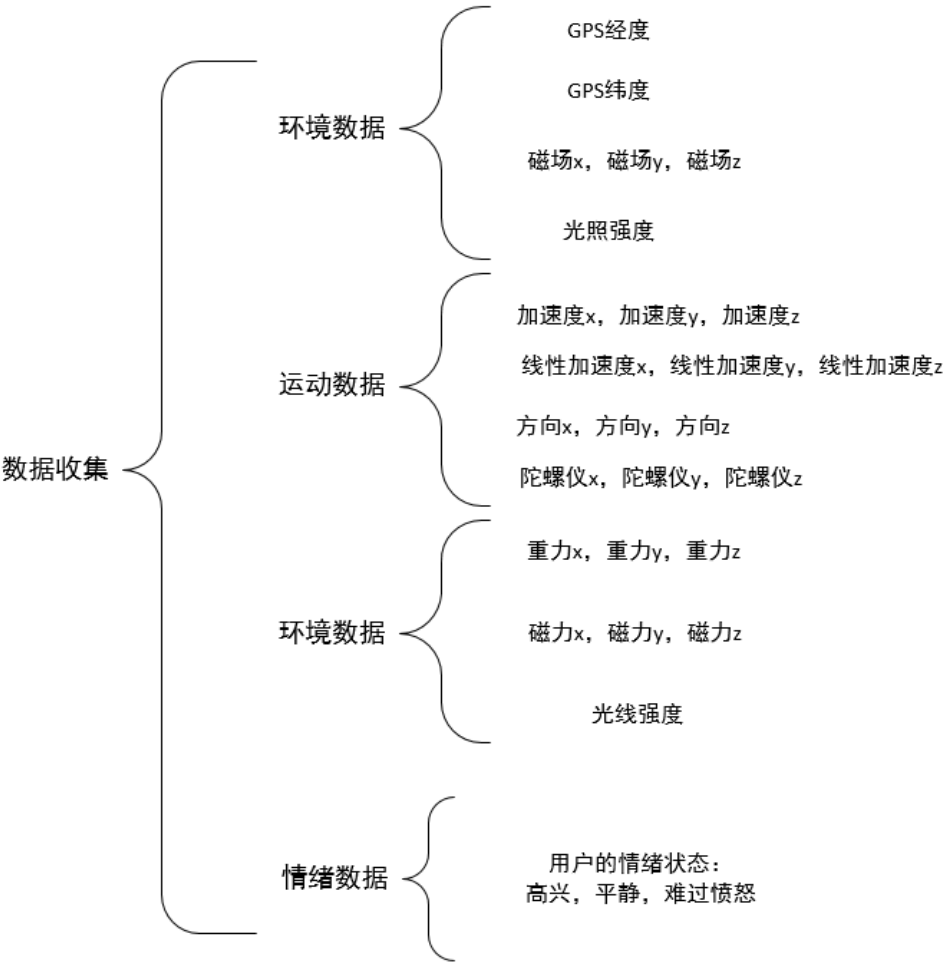 数据收集
环境数据
GPS经度
GPS纬度
磁场x，磁场y，磁场z
光照强度
运动数据
加速度x，加速度y，加速度z
线性加速度x，线性加速度y，线性加速度z
方向x，方向y，方向z
陀螺仪x，陀螺仪y，陀螺仪z
环境数据
重力x，重力y，重力z
磁力x，磁力y，磁力z
光线强度
情绪数据
用户的情绪状态：
高兴，平静，难过愤怒